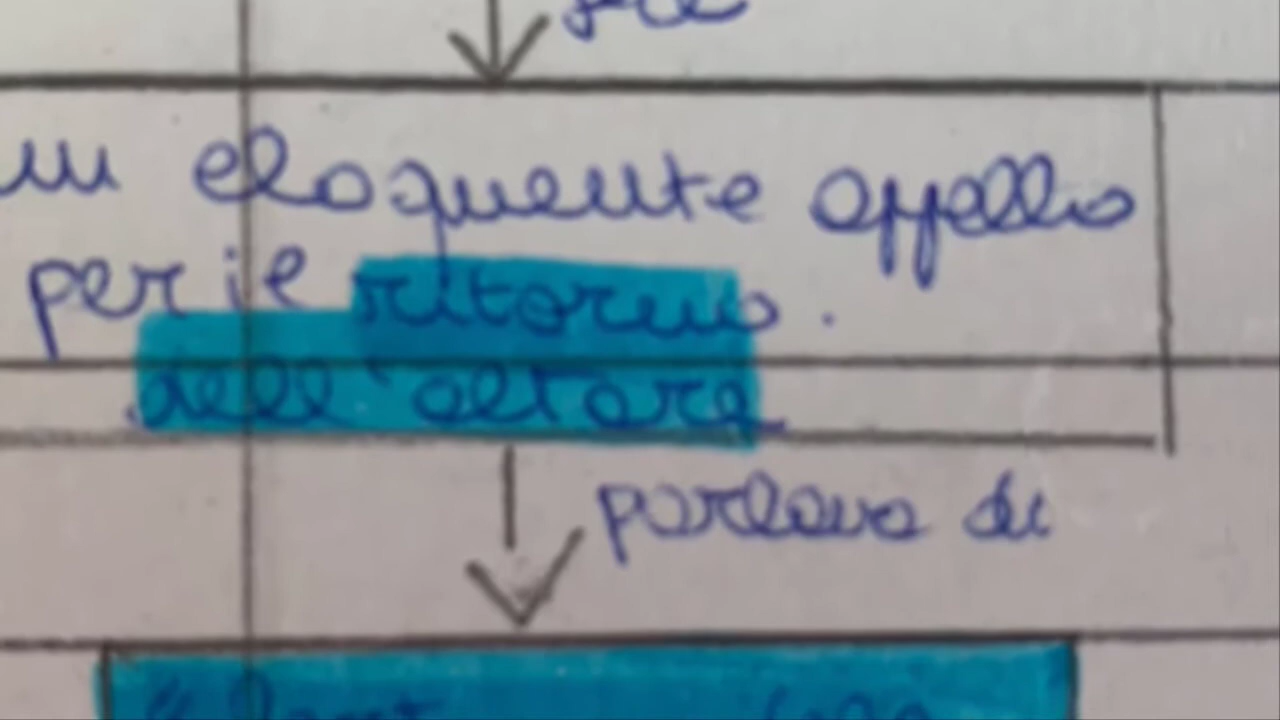 un eloquente appello
per il ritorno.
dell'altare
parlava di